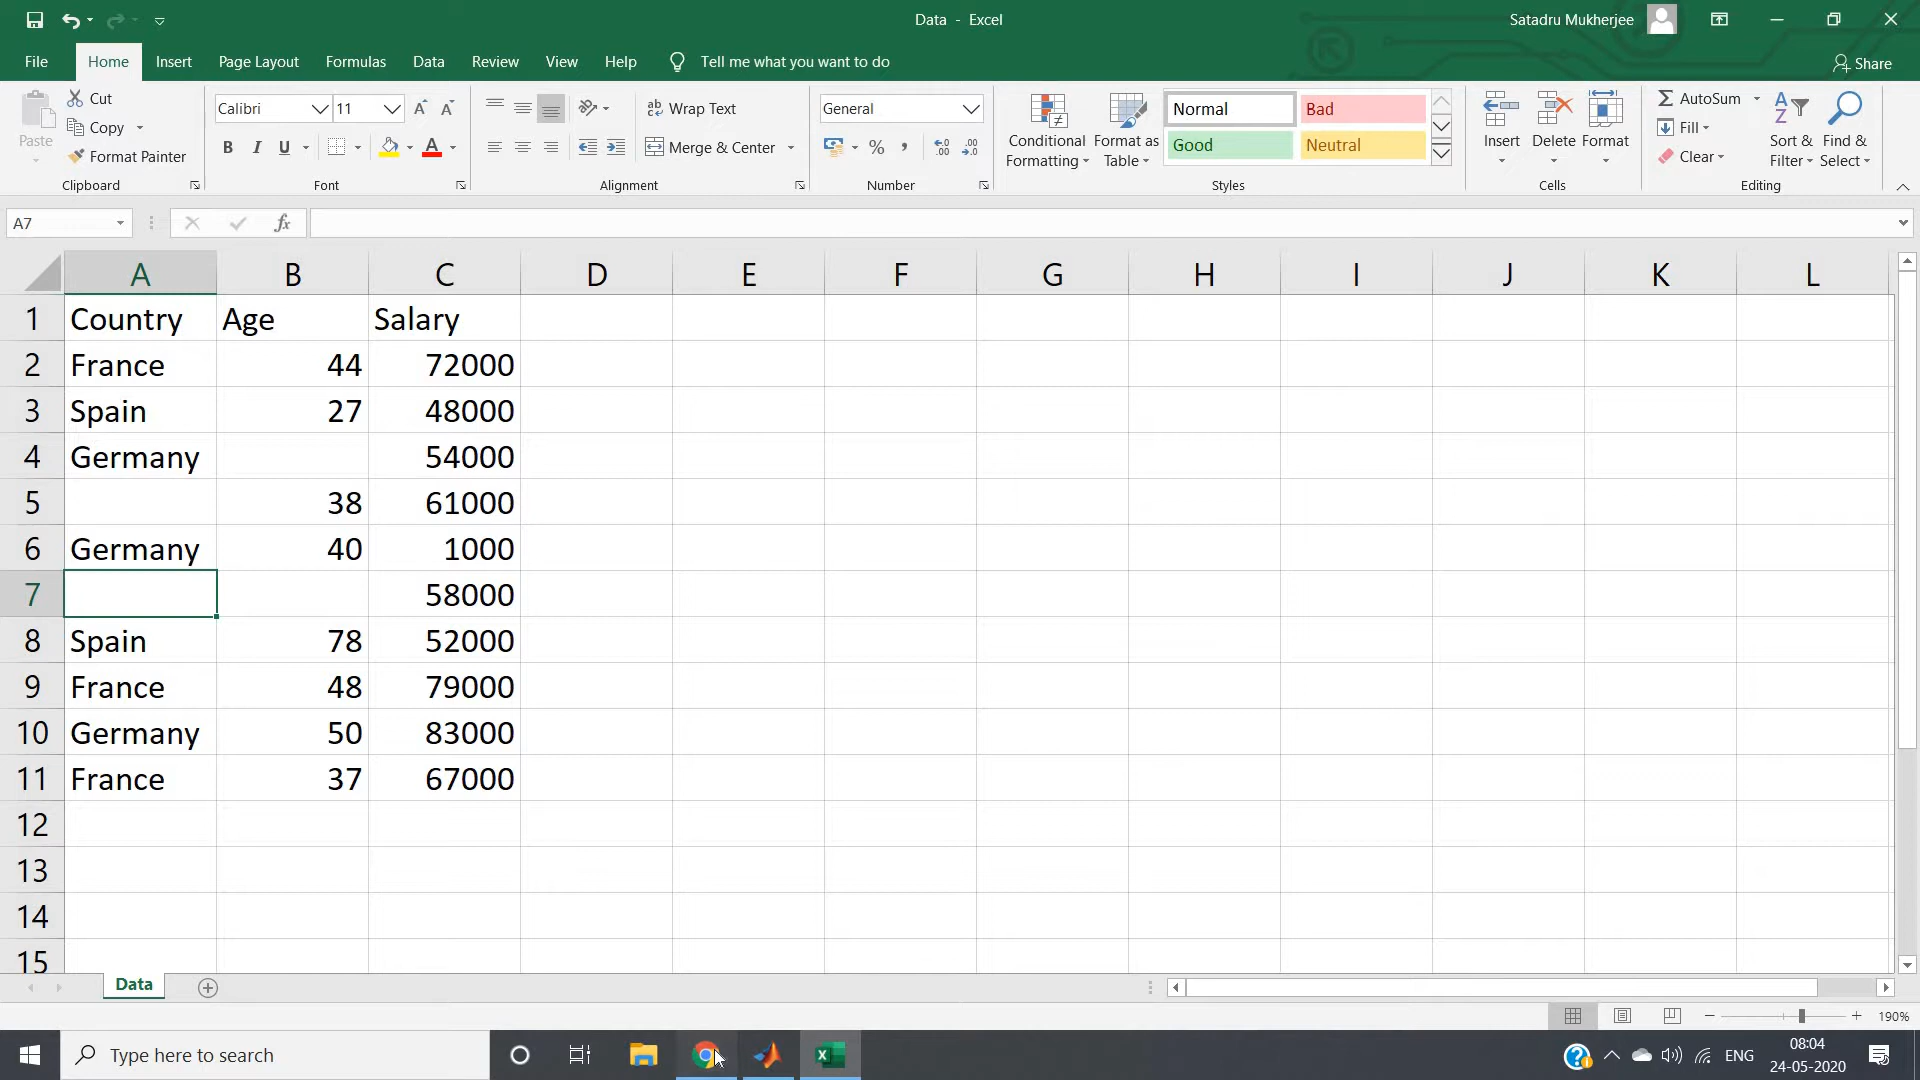 Data - Excel
Satadru Mukherjee
File Home Insert Page Layout Formulas Data Review View Help Tell me what you want to do
Share
Paste
Cut
Copy
Format Painter
Clipboard
Calibri 11
B I U A
Font
Wrap Text
Merge & Center
Alignment
General
%
Number
Conditional Formatting
Format as Table
Normal Bad
Good Neutral
Styles
Insert Delete Format
Cells
AutoSum
Fill
Clear
Sort & Filter
Find & Select
Editing
A7 fx
A B C D E F G H I J K L
1 Country Age Salary
2 France 44 72000
3 Spain 27 48000
4 Germany 54000
5 38 61000
6 Germany 40 1000
7 58000
8 Spain 78 52000
9 France 48 79000
10 Germany 50 83000
11 France 37 67000
12
13
14
15
Data
190%
Type here to search
ENG
08:04
24-05-2020